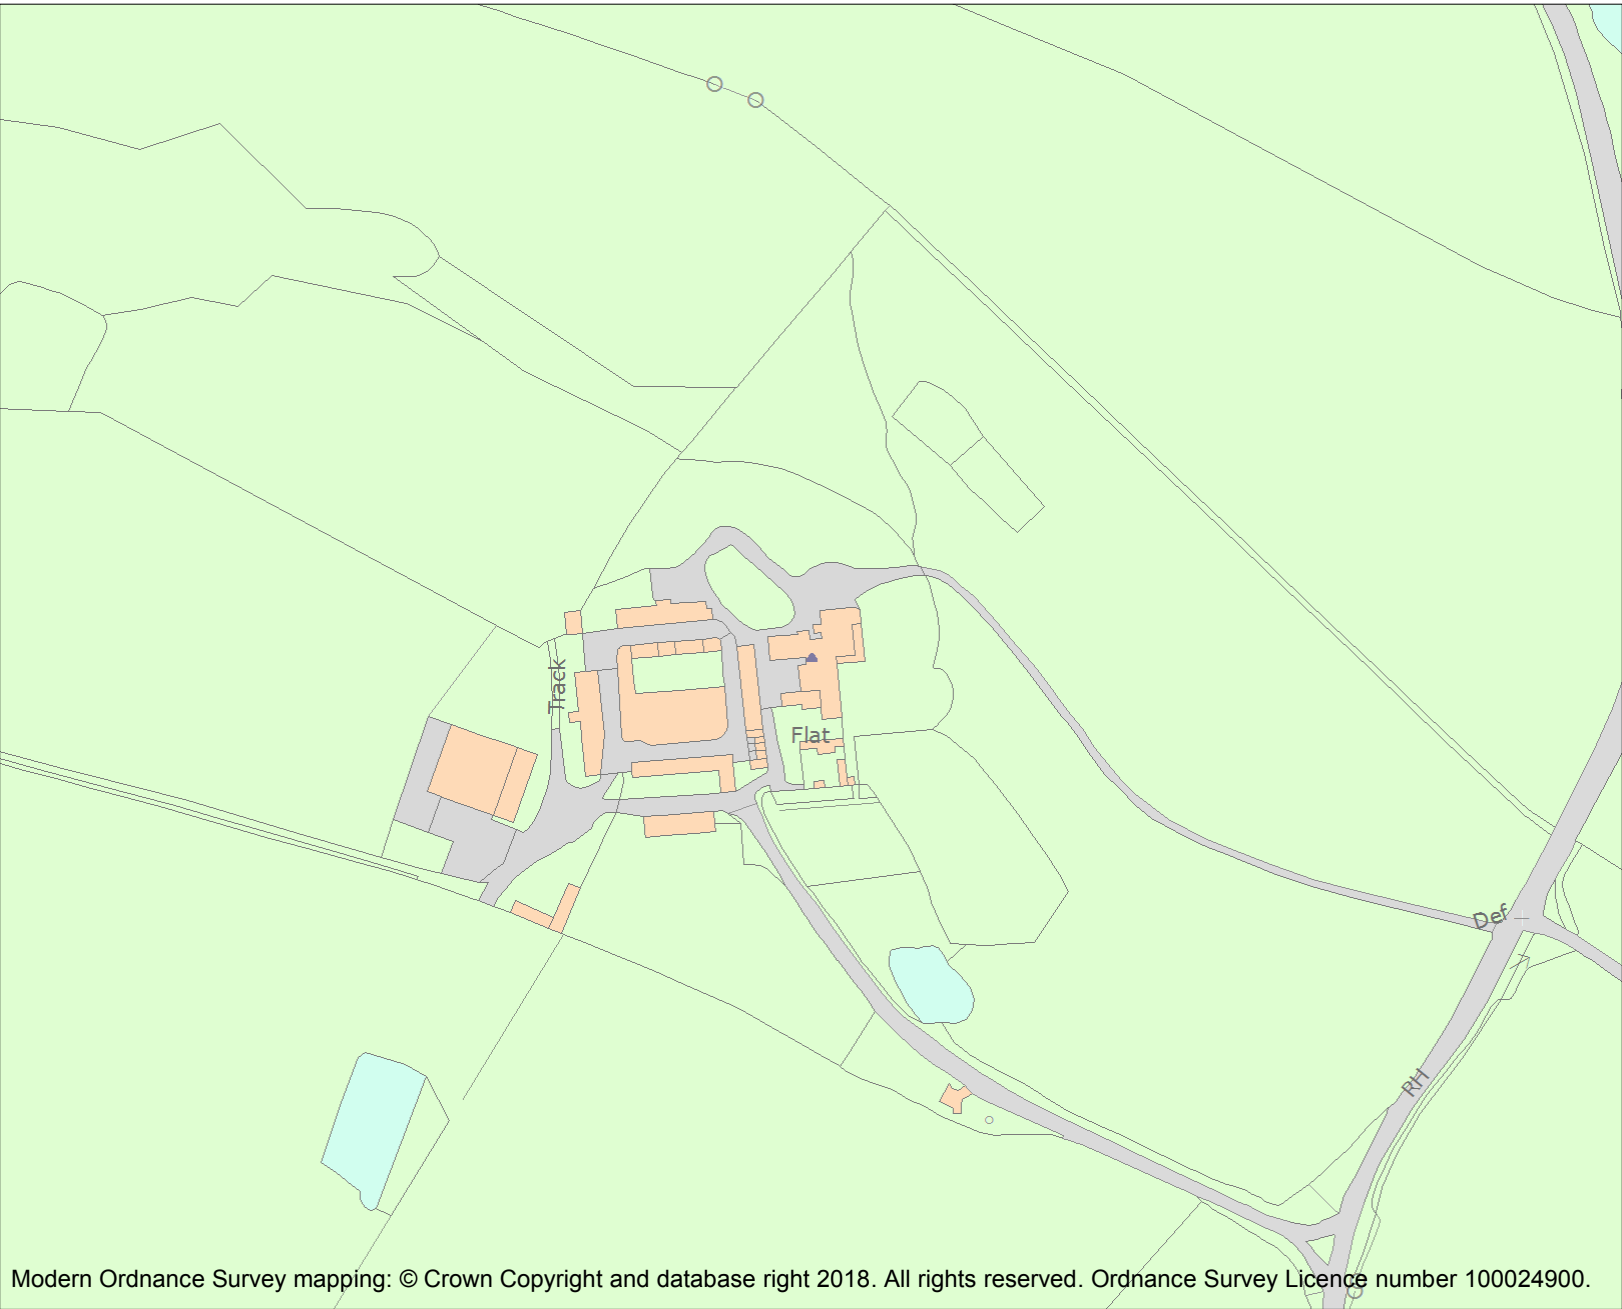 Track
Flat
Def
RH
Modern Ordnance Survey mapping: © Crown Copyright and database right 2018. All rights reserved. Ordnance Survey Licence number 100024900.